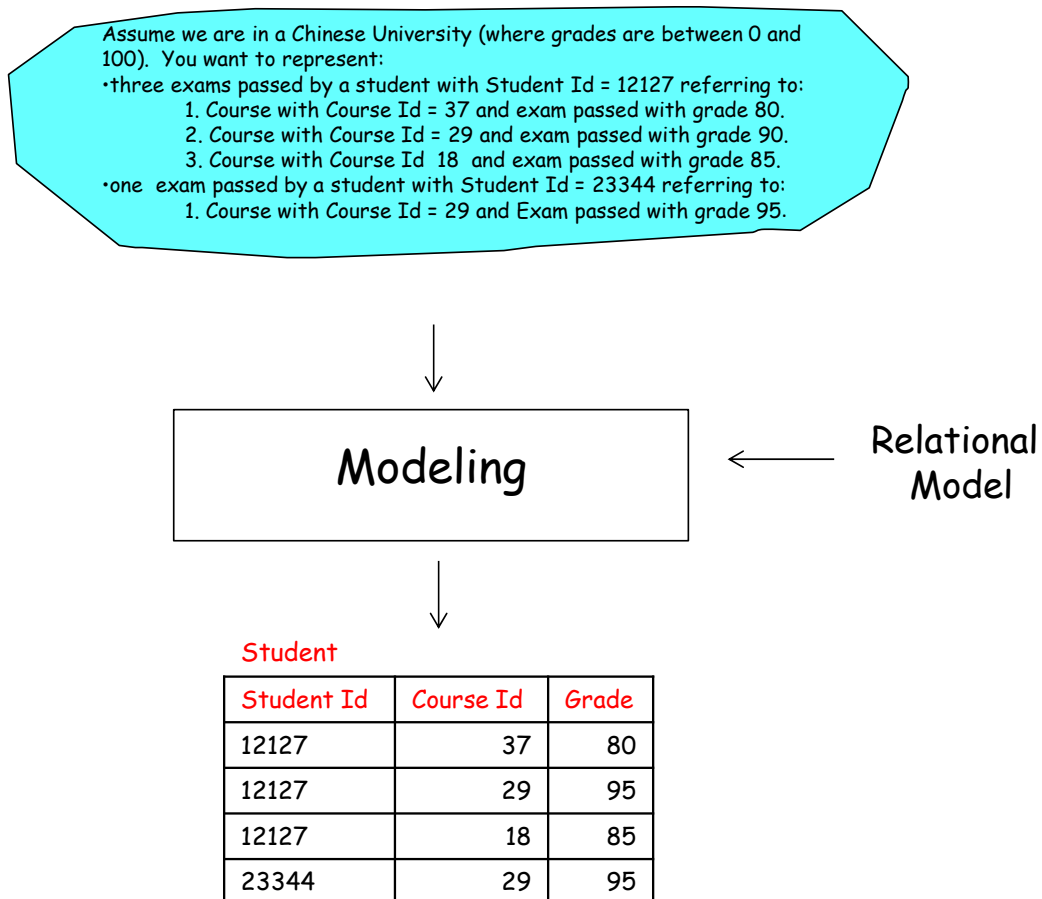 Assume we are in a Chinese University (where grades are between 0 and
100). You want to represent:
•three exams passed by a student with Student Id = 12127 referring to:
1. Course with Course Id = 37 and exam passed with grade 80.
2. Course with Course Id = 29 and exam passed with grade 90.
3. Course with Course Id 18 and exam passed with grade 85.
•one exam passed by a student with Student Id = 23344 referring to:
1. Course with Course Id = 29 and Exam passed with grade 95.
Modeling
Relational
Model
Student
Student Id Course Id Grade
12127 37 80
12127 29 95
12127 18 85
23344 29 95